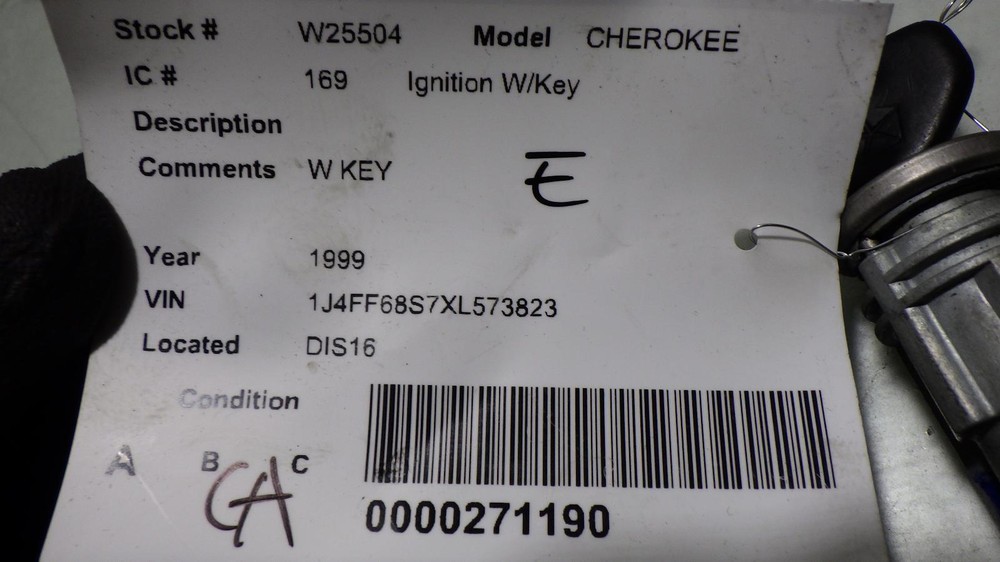 Stock # W25504 Model CHEROKEE
IC # 169 Ignition W/Key
Description
Comments W KEY E
Year 1999
VIN 1J4FF68S7XL573823
Located DIS16
Condition
A B C
GA
0000271190